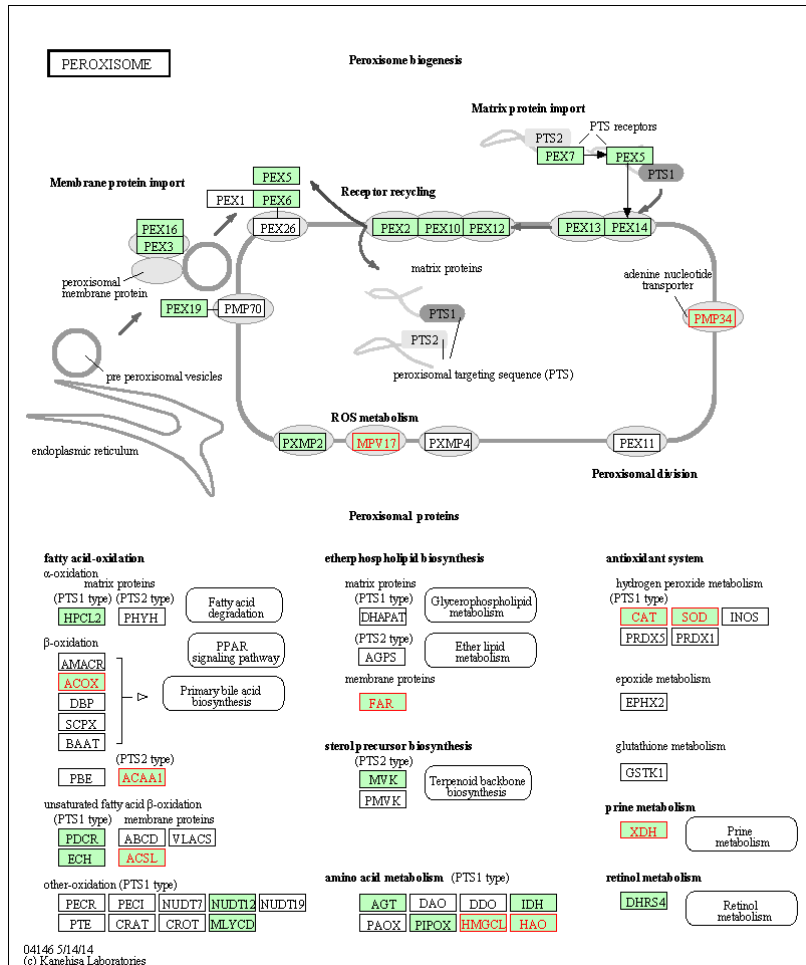 PEROXISOME
Peroxisome biogenesis
Matrix protein import
PTS2
PTS receptors
PEX7
PEX5
PTS1
Membrane protein import
PEX5
PEX1
PEX6
Receptor recycling
PEX16
PEX3
PEX26
PEX2
PEX10
PEX12
PEX13
PEX14
peroxisomal
membrane protein
matrix proteins
adenine nucleotide
transporter
PEX19
PMP70
PTS1
PMP34
PTS2
pre peroxisomal vesicles
peroxisomal targeting sequence (PTS)
ROS metabolism
endoplasmic reticulum
PXMP2
MPV17
PXMP4
PEX11
Peroxisomal division
Peroxisomal proteins
fatty acid-oxidation
α-oxidation
matrix proteins
(PTS1 type) (PTS2 type)
HPCL2
PHYH
Fatty acid
degradation
β-oxidation
PPAR
signaling pathway
AMACR
ACOX
DBP
SCPX
BAAT
Primary bile acid
biosynthesis
(PTS2 type)
PBE
ACAA1
unsaturated fatty acid β-oxidation
(PTS1 type) membrane proteins
PDCR
ABCD
VLACS
ECH
ACSL
other-oxidation (PTS1 type)
PECR
PECI
NUDT7
NUDT12
NUDT19
PTE
CRAT
CROT
MLYCD
etherphospholipid biosynthesis
matrix proteins
(PTS1 type)
DHAPAT
Glycerophospholipid
metabolism
(PTS2 type)
AGPS
Ether lipid
metabolism
membrane proteins
FAR
sterol precursor biosynthesis
(PTS2 type)
MVK
PMVK
Terpenoid backbone
biosynthesis
amino acid metabolism (PTS1 type)
AGT
DAO
DDO
IDH
PAOX
PIPOX
HMGCL
HAO
antioxidant system
hydrogen peroxide metabolism
(PTS1 type)
CAT
SOD
INOS
PRDX5
PRDX1
epoxide metabolism
EPHX2
glutathione metabolism
GSTK1
prine metabolism
XDH
Prine
metabolism
retinol metabolism
DHRS4
Retinol
metabolism
04146 5/14/14
(c) Kanehisa Laboratories